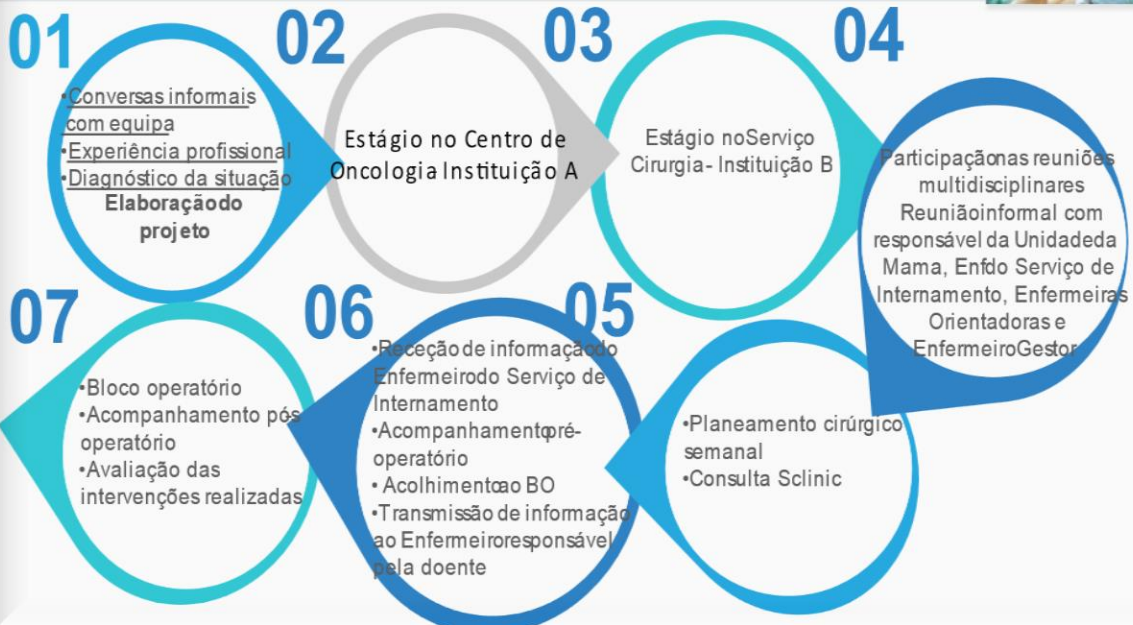 01
•Conversas informais
com equipa
•Experiência profissional
•Diagnóstico da situação
Elaboraçãodo
projeto
02
Estágio no Centro de
Oncologia Instituição A
03
Estágio noServiço
Cirurgia- Instituição B
04
Participaçãonas reuniões
multidisciplinares
Reuniãoinformal com
responsável da Unidadeda
Mama, Enfdo Serviço de
Internamento, Enfermeiras
Orientadoras e
EnfermeiroGestor
05
•Planeamento cirúrgico
semanal
•Consulta Sclinic
06
•Receção de informaçãodo
Enfermeirodo Serviço de
Internamento
•Acompanhamentopré-
operatório
• Acolhimentoao BO
•Transmissão de informação
ao Enfermeiroresponsável
pela doente
07
•Bloco operatório
•Acompanhamento pós
operatório
•Avaliação das
intervenções realizadas